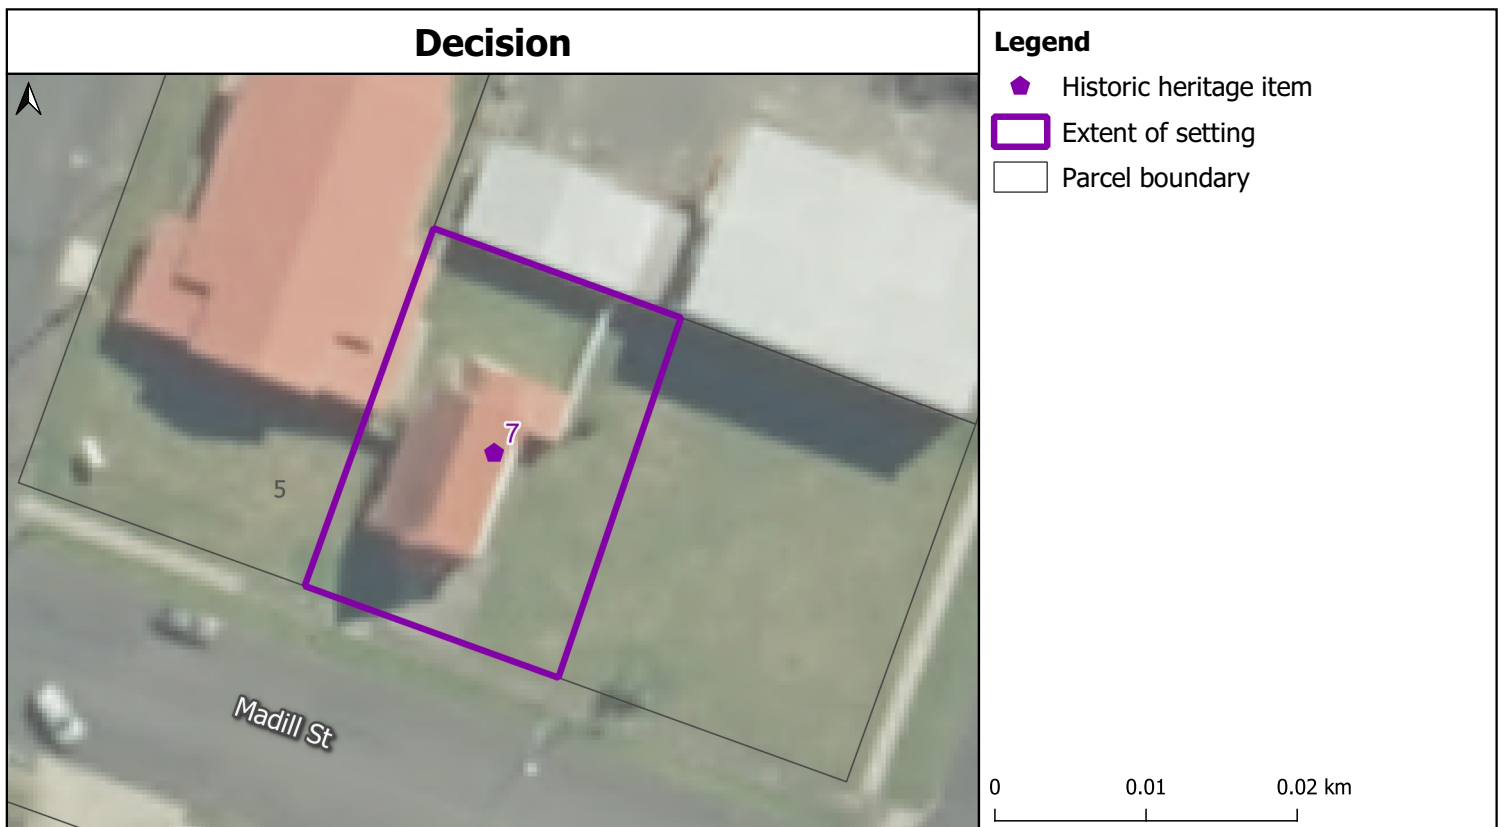 Decision
Legend
Historic heritage item
Extent of setting
Parcel boundary
7
5
Madill St
0 0.01 0.02 km